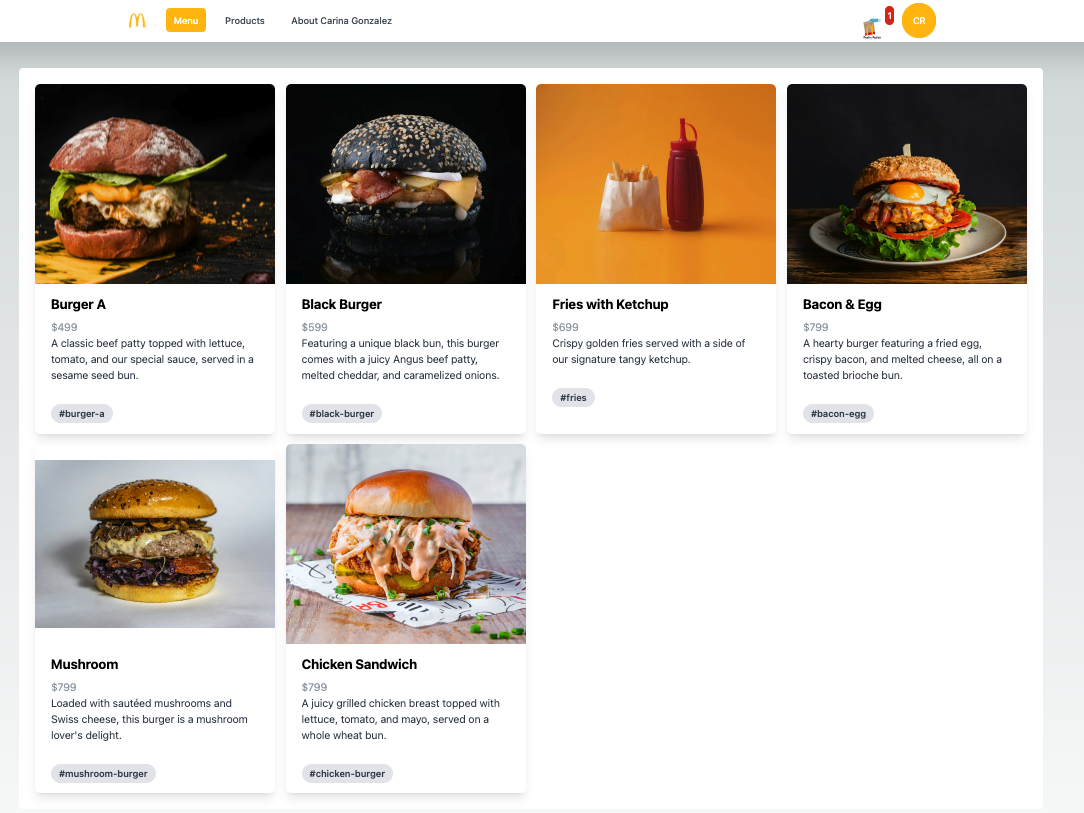 Menu
Products
About Carina Gonzalez
1
CR
Burger A
$499
A classic beef patty topped with lettuce,
tomato, and our special sauce, served in a
sesame seed bun.
#burger-a
Black Burger
$599
Featuring a unique black bun, this burger
comes with a juicy Angus beef patty,
melted cheddar, and caramelized onions.
#black-burger
Fries with Ketchup
$699
Crispy golden fries served with a side of
our signature tangy ketchup.
#fries
Bacon & Egg
$799
A hearty burger featuring a fried egg,
crispy bacon, and melted cheese, all on a
toasted brioche bun.
#bacon-egg
Mushroom
$799
Loaded with sautéed mushrooms and
Swiss cheese, this burger is a mushroom
lover's delight.
#mushroom-burger
Chicken Sandwich
$799
A juicy grilled chicken breast topped with
lettuce, tomato, and mayo, served on a
whole wheat bun.
#chicken-burger